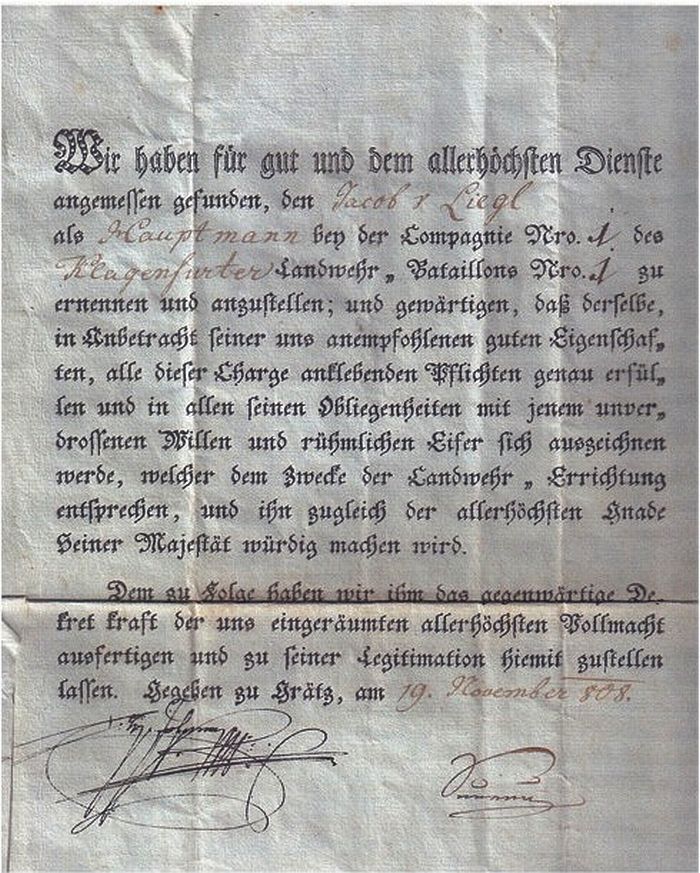 Wir haben für gut und dem allerhöchsten Dienste
angemessen gefunden, den Jacob v Liegl
als Hauptmann bey der Compagnie Nro. 1 des
Klagenfurter Landwehr „ Bataillons Nro. 1 zu
ernennen und anzustellen; und gewärtigen, daß derselbe,
in Anbetracht seiner uns anempfohlenen guten Eigenschaf„
ten, alle dieser Charge anklebenden Pflichten genau erfül„
len und in allen seinen Obliegenheiten mit jenem unver„
drossenen Willen und rühmlichen Eifer sich auszeichnen
werde, welcher dem Zwecke der Landwehr „ Errichtung
entsprechen, und ihn zugleich der allerhöchsten Gnade
Seiner Majestät würdig machen wird.
Dem zu Folge haben wir ihm das gegenwärtige De„
kret kraft der uns eingeräumten allerhöchsten Vollmacht
ausfertigen und zu seiner Legitimation hiemit zustellen
lassen. Gegeben zu Grätz, am 19. November 808.